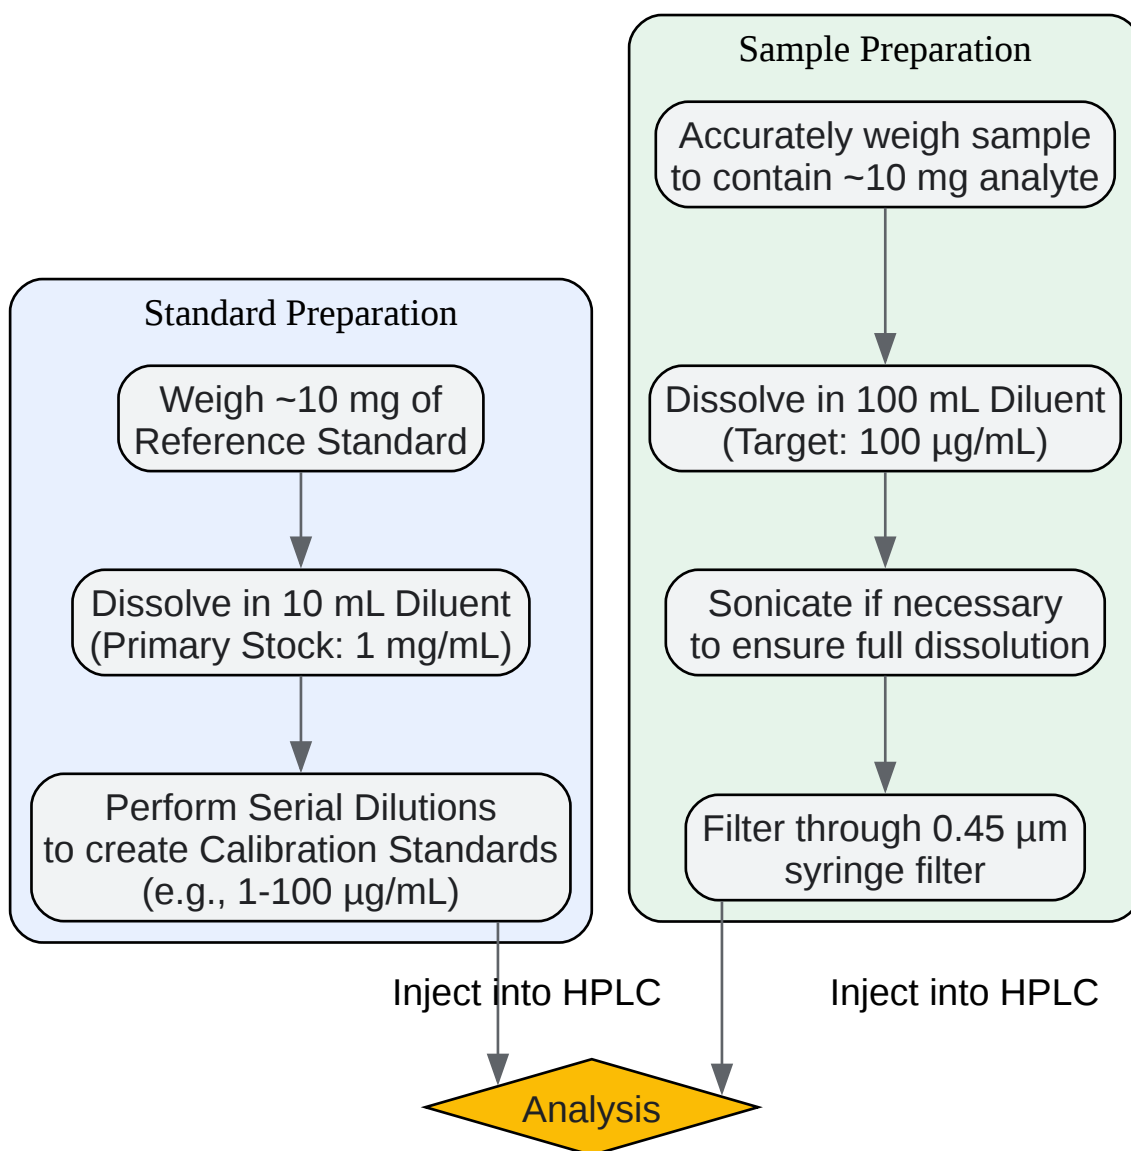 Sample Preparation
Accurately weigh sample
to contain ~10 mg analyte
Dissolve in 100 mL Diluent
(Target: 100 µg/mL)
Sonicate if necessary
to ensure full dissolution
Filter through 0.45 µm
syringe filter
Inject into HPLC
Standard Preparation
Weigh ~10 mg of
Reference Standard
Dissolve in 10 mL Diluent
(Primary Stock: 1 mg/mL)
Perform Serial Dilutions
to create Calibration Standards
(e.g., 1-100 µg/mL)
Inject into HPLC
Analysis